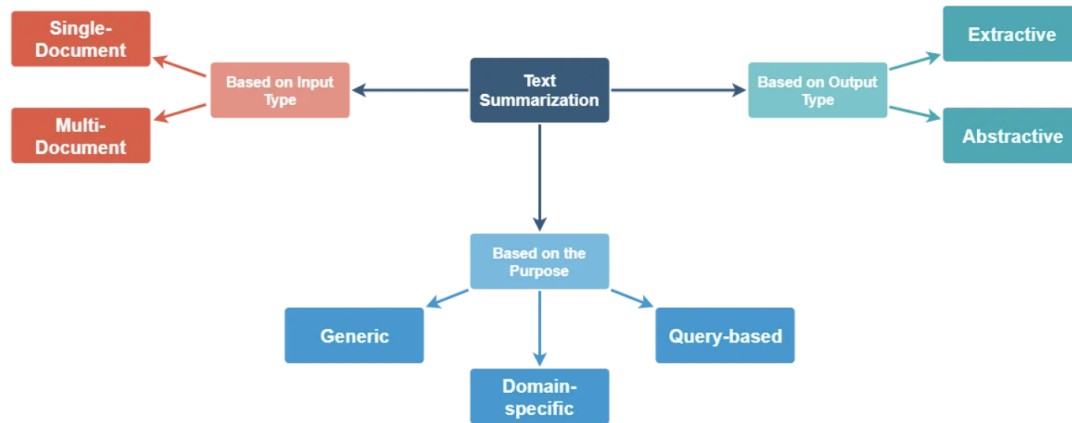 Single-
Document
Multi-
Document
Based on Input
Type
Text
Summarization
Based on Output
Type
Extractive
Abstractive
Based on the
Purpose
Generic
Domain-
specific
Query-based